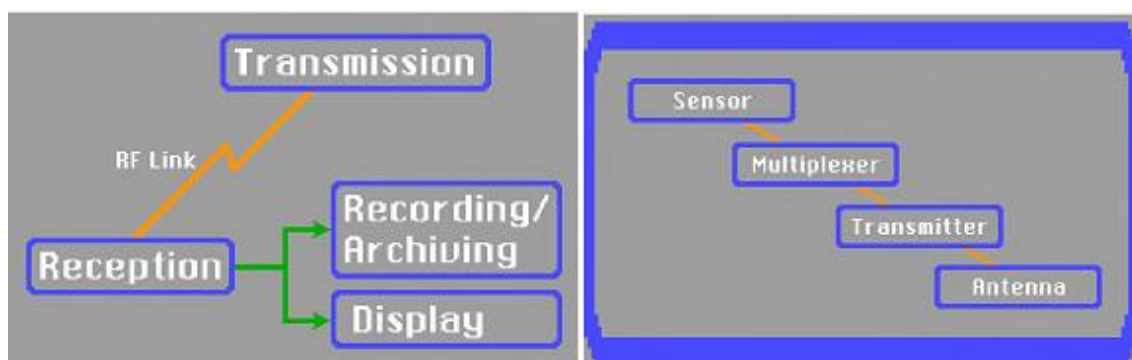 Transmission
RF Link
Recording/
Archiving
Reception
Display
Sensor
Multiplexer
Transmitter
Antenna